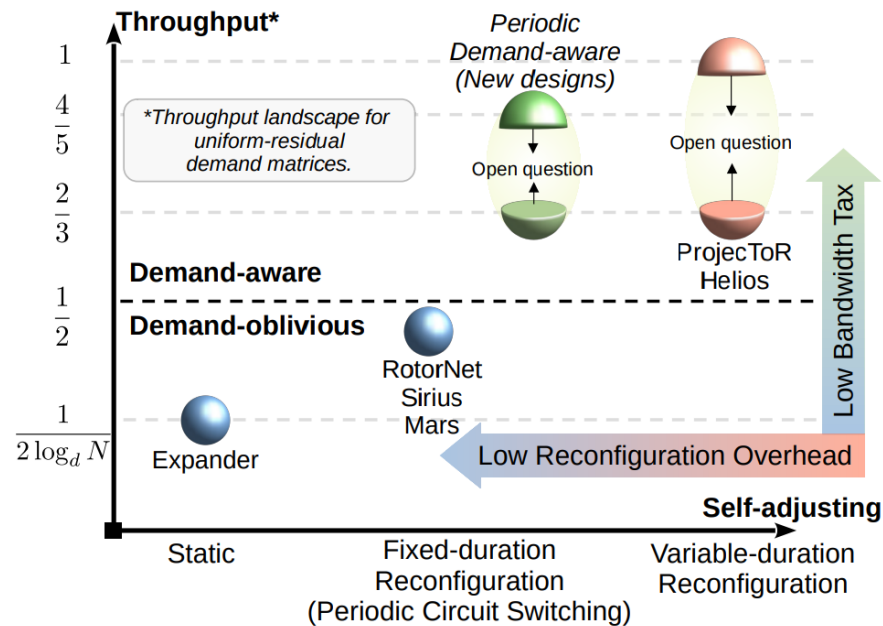 Throughput*
1
4
5
2
3
1
2
1
2 log_d N
*Throughput landscape for
uniform-residual
demand matrices.
Periodic
Demand-aware
(New designs)
Open question
Open question
ProjecToR
Helios
Demand-aware
Demand-oblivious
RotorNet
Sirius
Mars
Expander
Low Bandwidth Tax
Low Reconfiguration Overhead
Self-adjusting
Static
Fixed-duration
Reconfiguration
(Periodic Circuit Switching)
Variable-duration
Reconfiguration